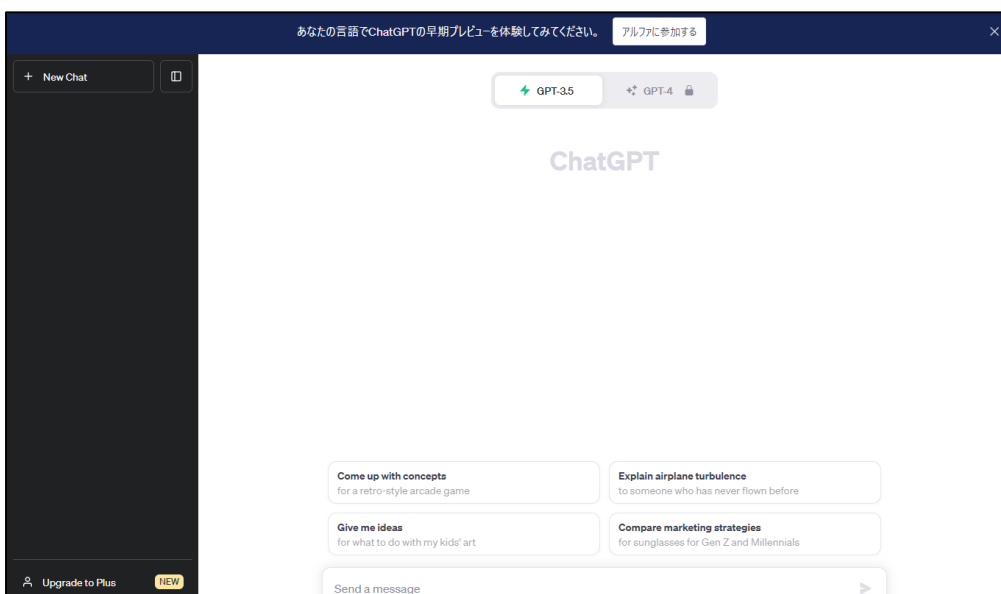 あなたの言語でChatGPTの早期プレビューを体験してみてください。 アルファに参加する
New Chat
GPT-3.5 GPT-4
ChatGPT
Come up with concepts
for a retro-style arcade game
Explain airplane turbulence
to someone who has never flown before
Give me ideas
for what to do with my kids' art
Compare marketing strategies
for sunglasses for Gen Z and Millennials
Upgrade to Plus NEW
Send a message